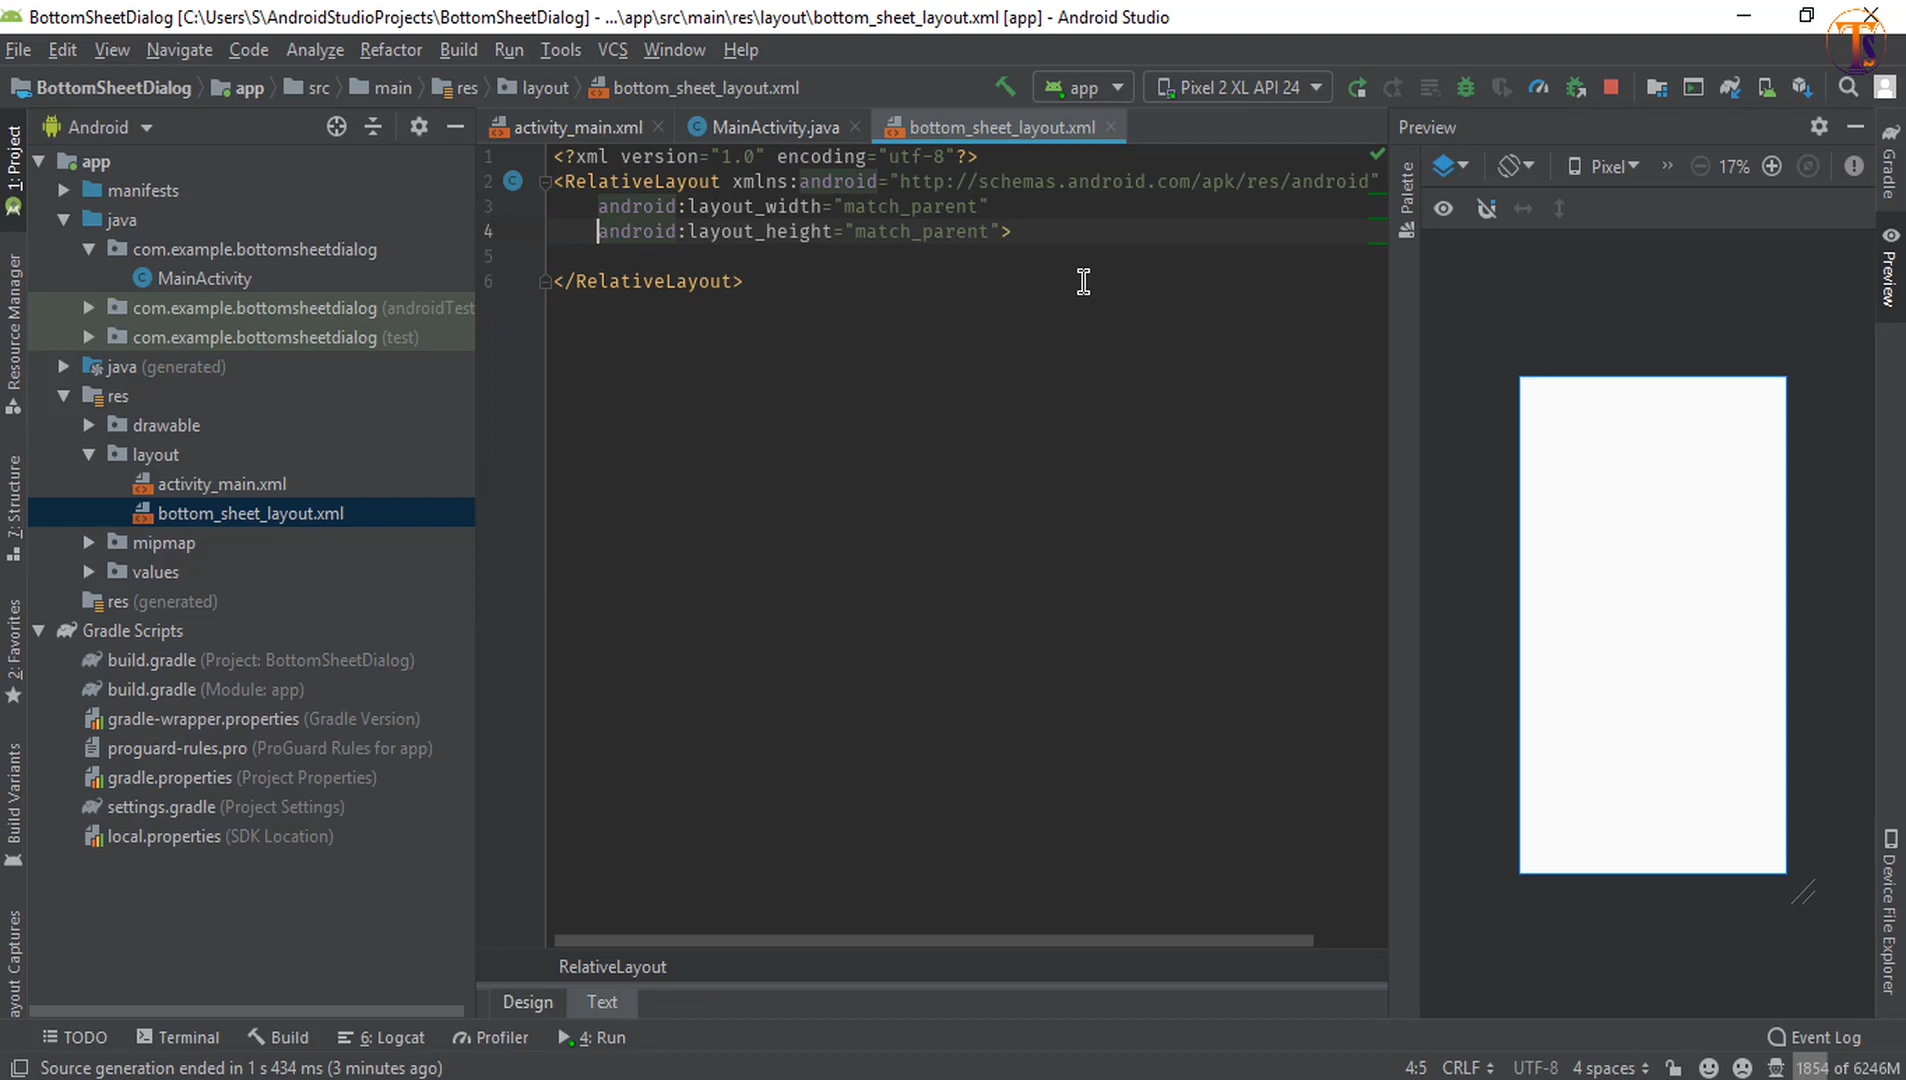 BottomSheetDialog [C:\Users\S\AndroidStudioProjects\BottomSheetDialog] - ...\app\src\main\res\layout\bottom_sheet_layout.xml [app] - Android Studio
File Edit View Navigate Code Analyze Refactor Build Run Tools VCS Window Help
TS
BottomSheetDialog app src main res layout bottom_sheet_layout.xml app Pixel 2 XL API 24
Android activity_main.xml MainActivity.java bottom_sheet_layout.xml Preview
1: Project
Resource Manager
7: Structure
2: Favorites
Build Variants
ayout Captures
app
manifests
java
com.example.bottomsheetdialog
MainActivity
com.example.bottomsheetdialog (androidTest
com.example.bottomsheetdialog (test)
java (generated)
res
drawable
layout
activity_main.xml
bottom_sheet_layout.xml
mipmap
values
res (generated)
Gradle Scripts
build.gradle (Project: BottomSheetDialog)
build.gradle (Module: app)
gradle-wrapper.properties (Gradle Version)
proguard-rules.pro (ProGuard Rules for app)
gradle.properties (Project Properties)
settings.gradle (Project Settings)
local.properties (SDK Location)
1 <?xml version="1.0" encoding="utf-8"?>
2 <RelativeLayout xmlns:android="http://schemas.android.com/apk/res/android"
3 android:layout_width="match_parent"
4 android:layout_height="match_parent">
5
6 </RelativeLayout>
RelativeLayout
Design Text
Palette
Pixel 17%
Gradle
Preview
Device File Explorer
TODO Terminal Build 6: Logcat Profiler 4: Run Event Log
Source generation ended in 1 s 434 ms (3 minutes ago) 4:5 CRLF UTF-8 4 spaces 1854 of 6246M